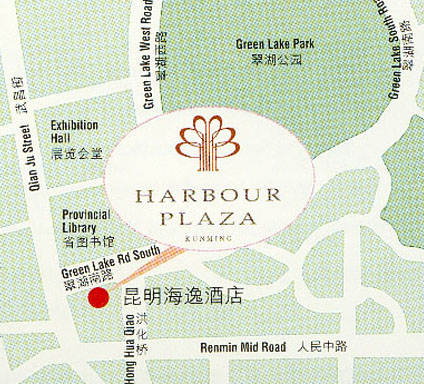 Green Lake West Road
翠湖西路
Green Lake Park
翠湖公园
Green Lake South Road
翠湖南路
武昌街
Qian Ju Street
Exhibition
Hall
展览会堂
HARBOUR
PLAZA
KUNMING
Provincial
Library
省图书馆
Green Lake Rd South
翠湖南路
昆明海逸酒店
Hong Hua Qiao
洪化桥
Renmin Mid Road 人民中路